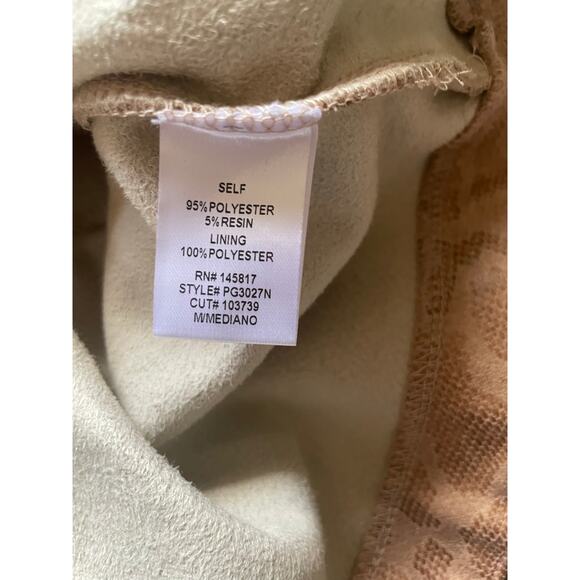 SELF
95%POLYESTER
5%RESIN
LINING
100%POLYESTER
RN# 145817
STYLE# PG3027N
CUT# 103739
M/MEDIANO